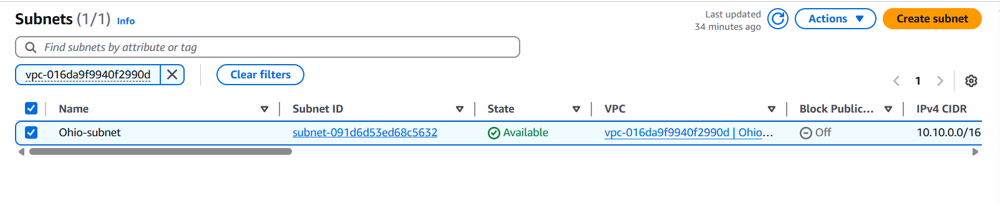 Subnets (1/1) Info
Last updated
34 minutes ago
Actions
Create subnet
Find subnets by attribute or tag
vpc-016da9f9940f2990d
Clear filters
1
Name Subnet ID State VPC Block Public... IPv4 CIDR
Ohio-subnet subnet-091d6d53ed68c5632 Available vpc-016da9f9940f2990d | Ohio... Off 10.10.0.0/16